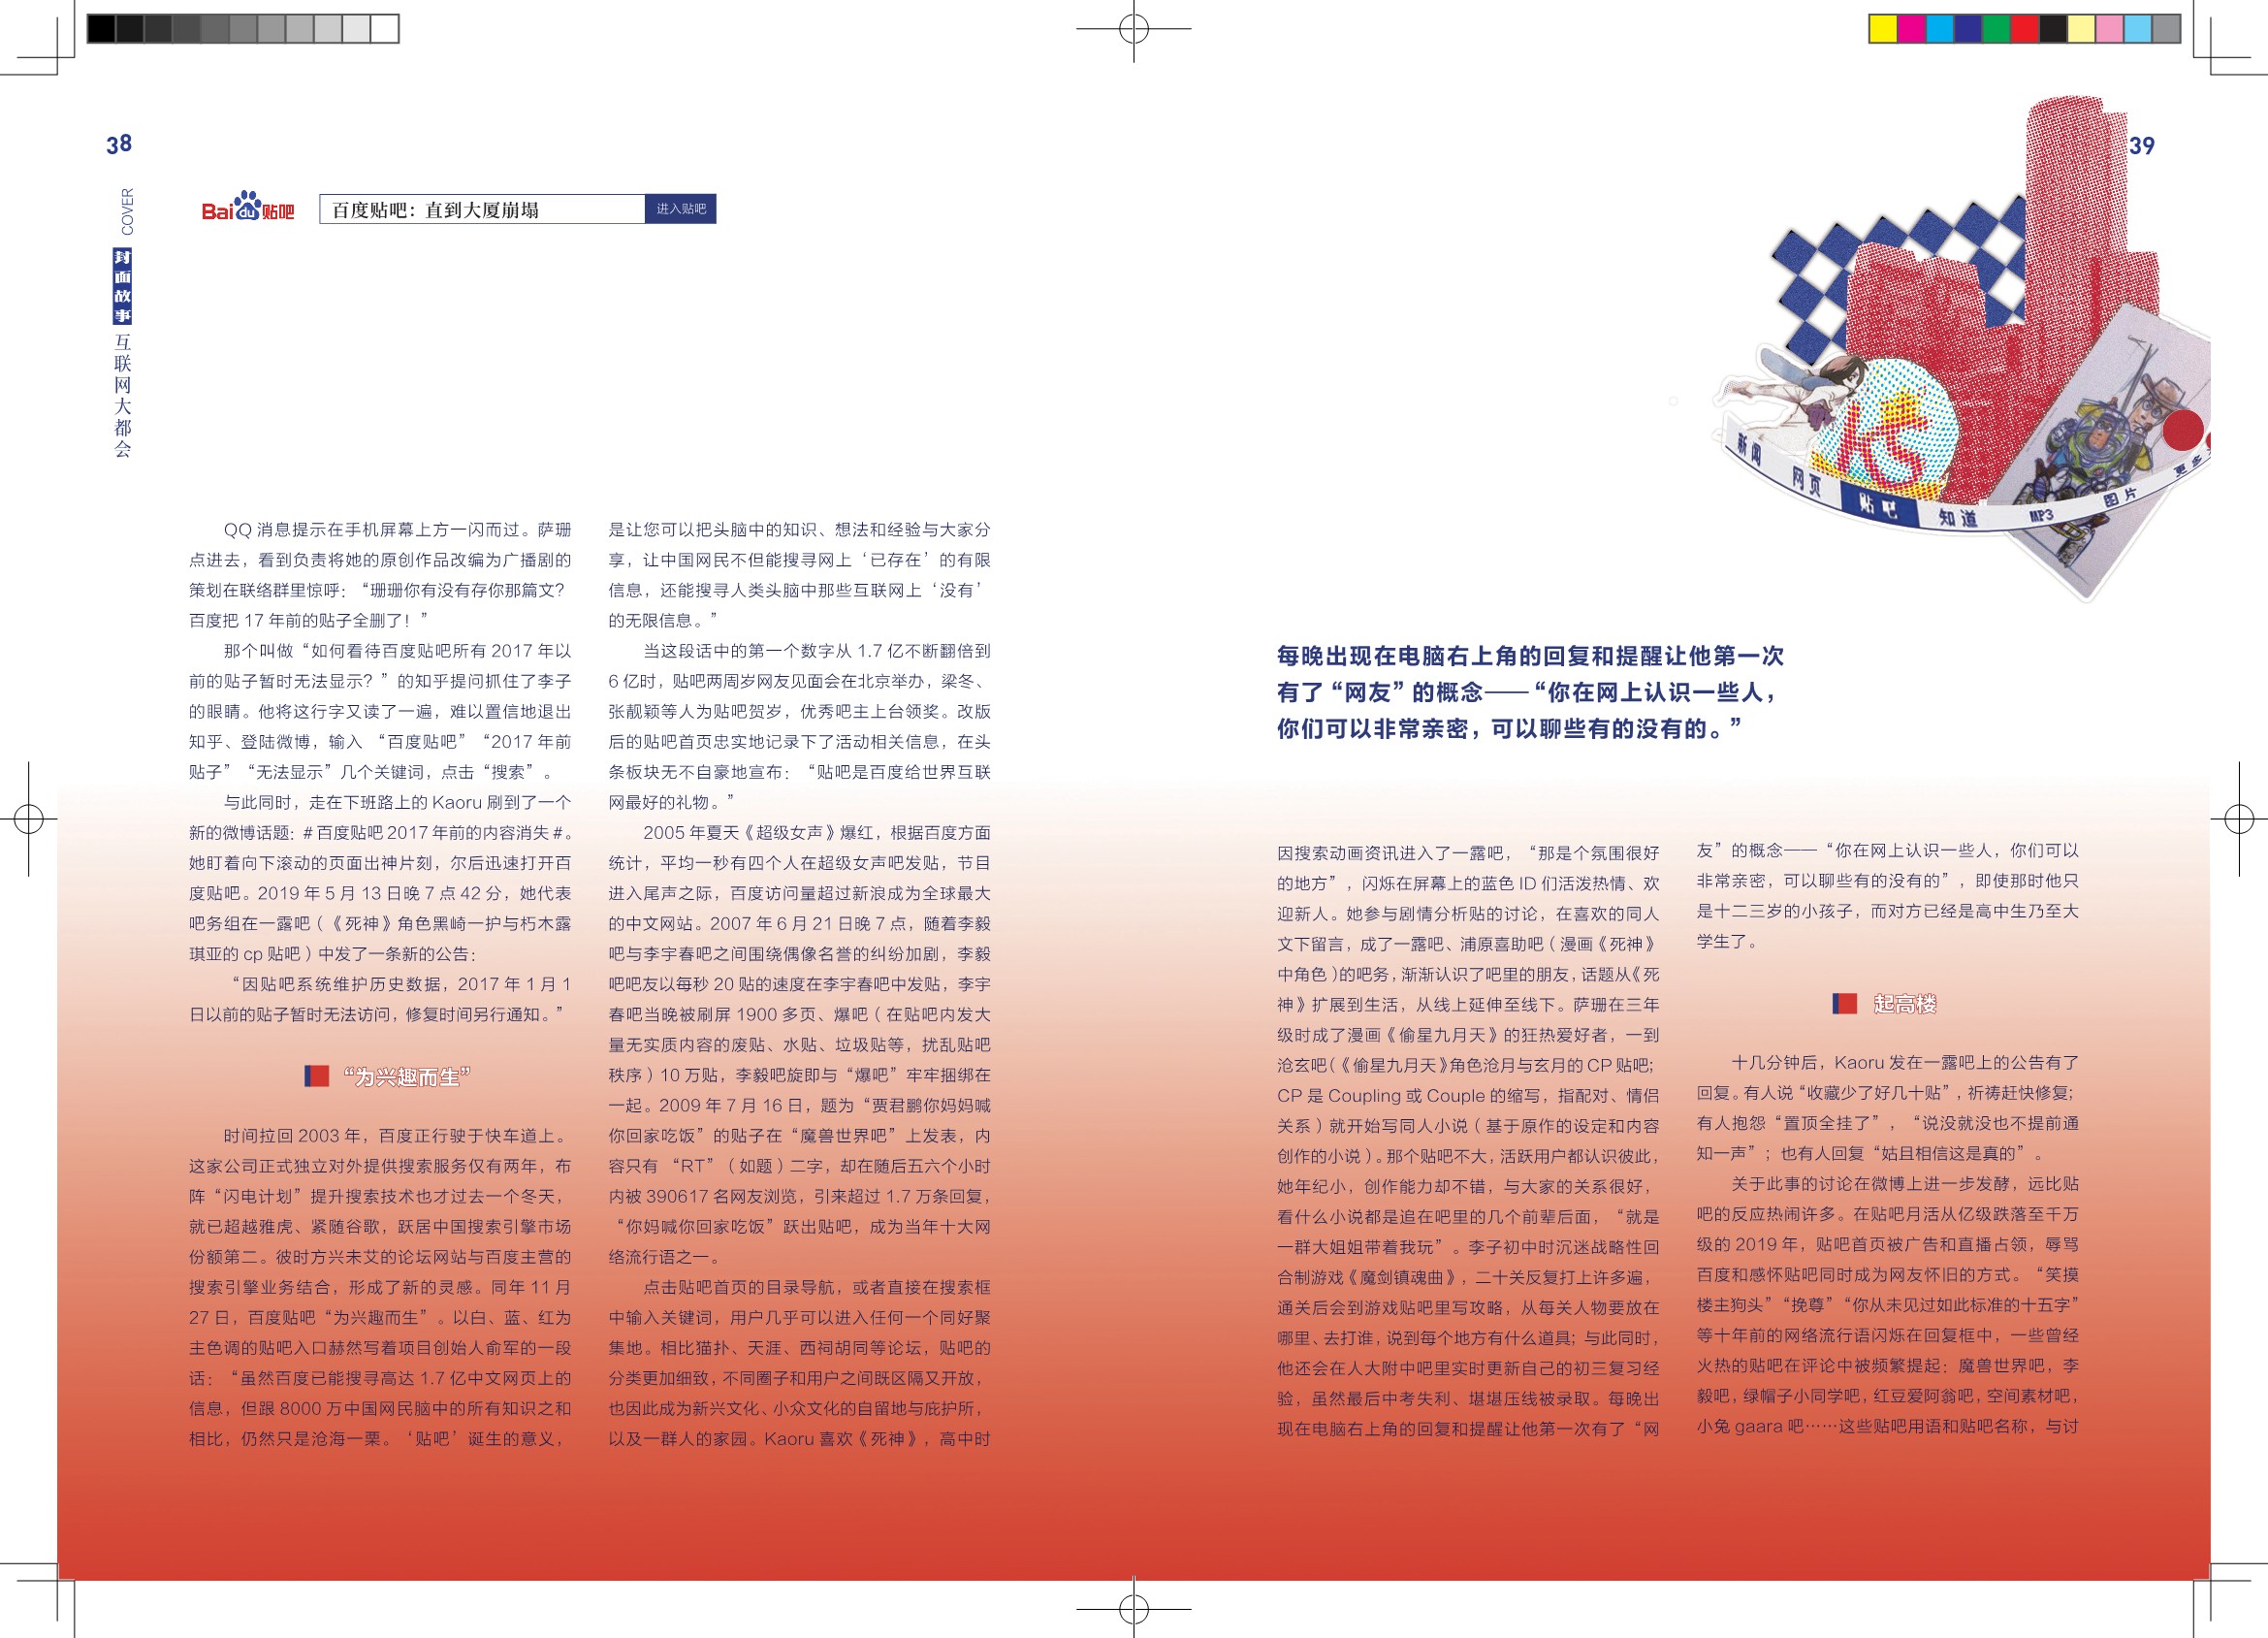 38
COVER
封面故事
互联网大都会
Bai du 贴吧
百度贴吧：直到大厦崩塌
进入贴吧
QQ 消息提示在手机屏幕上方一闪而过。萨珊
点进去，看到负责将她的原创作品改编为广播剧的
策划在联络群里惊呼：“珊珊你有没有存你那篇文？
百度把 17 年前的贴子全删了！”
那个叫做“如何看待百度贴吧所有 2017 年以
前的贴子暂时无法显示？”的知乎提问抓住了李子
的眼睛。他将这行字又读了一遍，难以置信地退出
知乎、登陆微博，输入 “百度贴吧”“2017 年前
贴子”“无法显示”几个关键词，点击“搜索”。
与此同时，走在下班路上的 Kaoru 刷到了一个
新的微博话题：# 百度贴吧 2017 年前的内容消失 #。
她盯着向下滚动的页面出神片刻，尔后迅速打开百
度贴吧。2019 年 5 月 13 日晚 7 点 42 分，她代表
吧务组在一露吧（《死神》角色黑崎一护与朽木露
琪亚的 cp 贴吧）中发了一条新的公告：
“因贴吧系统维护历史数据，2017 年 1 月 1
日以前的贴子暂时无法访问，修复时间另行通知。”
“为兴趣而生”
时间拉回 2003 年，百度正行驶于快车道上。
这家公司正式独立对外提供搜索服务仅有两年，布
阵“闪电计划”提升搜索技术也才过去一个冬天，
就已超越雅虎、紧随谷歌，跃居中国搜索引擎市场
份额第二。彼时方兴未艾的论坛网站与百度主营的
搜索引擎业务结合，形成了新的灵感。同年 11 月
27 日，百度贴吧“为兴趣而生”。以白、蓝、红为
主色调的贴吧入口赫然写着项目创始人俞军的一段
话：“虽然百度已能搜寻高达 1.7 亿中文网页上的
信息，但跟 8000 万中国网民脑中的所有知识之和
相比，仍然只是沧海一栗。‘贴吧’诞生的意义，
是让您可以把头脑中的知识、想法和经验与大家分
享，让中国网民不但能搜寻网上‘已存在’的有限
信息，还能搜寻人类头脑中那些互联网上‘没有’
的无限信息。”
当这段话中的第一个数字从 1.7 亿不断翻倍到
6 亿时，贴吧两周岁网友见面会在北京举办，梁冬、
张靓颖等人为贴吧贺岁，优秀吧主上台领奖。改版
后的贴吧首页忠实地记录下了活动相关信息，在头
条板块无不自豪地宣布：“贴吧是百度给世界互联
网最好的礼物。”
2005 年夏天《超级女声》爆红，根据百度方面
统计，平均一秒有四个人在超级女声吧发贴，节目
进入尾声之际，百度访问量超过新浪成为全球最大
的中文网站。2007 年 6 月 21 日晚 7 点，随着李毅
吧与李宇春吧之间围绕偶像名誉的纠纷加剧，李毅
吧吧友以每秒 20 贴的速度在李宇春吧中发贴，李宇
春吧当晚被刷屏 1900 多页、爆吧（在贴吧内发大
量无实质内容的废贴、水贴、垃圾贴等，扰乱贴吧
秩序）10 万贴，李毅吧旋即与“爆吧”牢牢捆绑在
一起。2009 年 7 月 16 日，题为“贾君鹏你妈妈喊
你回家吃饭”的贴子在“魔兽世界吧”上发表，内
容只有 “RT”（如题）二字，却在随后五六个小时
内被 390617 名网友浏览，引来超过 1.7 万条回复，
“你妈喊你回家吃饭”跃出贴吧，成为当年十大网
络流行语之一。
点击贴吧首页的目录导航，或者直接在搜索框
中输入关键词，用户几乎可以进入任何一个同好聚
集地。相比猫扑、天涯、西祠胡同等论坛，贴吧的
分类更加细致，不同圈子和用户之间既区隔又开放，
也因此成为新兴文化、小众文化的自留地与庇护所，
以及一群人的家园。Kaoru 喜欢《死神》，高中时
39
新闻
网页
贴吧
知道
MP3
图片
更多
KS
每晚出现在电脑右上角的回复和提醒让他第一次
有了“网友”的概念——“你在网上认识一些人，
你们可以非常亲密，可以聊些有的没有的。”
因搜索动画资讯进入了一露吧，“那是个氛围很好
的地方”，闪烁在屏幕上的蓝色 ID 们活泼热情、欢
迎新人。她参与剧情分析贴的讨论，在喜欢的同人
文下留言，成了一露吧、浦原喜助吧（漫画《死神》
中角色）的吧务，渐渐认识了吧里的朋友，话题从《死
神》扩展到生活，从线上延伸至线下。萨珊在三年
级时成了漫画《偷星九月天》的狂热爱好者，一到
沧玄吧（《偷星九月天》角色沧月与玄月的 CP 贴吧；
CP 是 Coupling 或 Couple 的缩写，指配对、情侣
关系）就开始写同人小说（基于原作的设定和内容
创作的小说）。那个贴吧不大，活跃用户都认识彼此，
她年纪小，创作能力却不错，与大家的关系很好，
看什么小说都是追在吧里的几个前辈后面，“就是
一群大姐姐带着我玩”。李子初中时沉迷战略性回
合制游戏《魔剑镇魂曲》，二十关反复打上许多遍，
通关后会到游戏贴吧里写攻略，从每关人物要放在
哪里、去打谁，说到每个地方有什么道具；与此同时，
他还会在人大附中吧里实时更新自己的初三复习经
验，虽然最后中考失利、堪堪压线被录取。每晚出
现在电脑右上角的回复和提醒让他第一次有了“网
友”的概念——“你在网上认识一些人，你们可以
非常亲密，可以聊些有的没有的”，即使那时他只
是十二三岁的小孩子，而对方已经是高中生乃至大
学生了。
起高楼
十几分钟后，Kaoru 发在一露吧上的公告有了
回复。有人说“收藏少了好几十贴”，祈祷赶快修复；
有人抱怨“置顶全挂了”，“说没就没也不提前通
知一声”；也有人回复“姑且相信这是真的”。
关于此事的讨论在微博上进一步发酵，远比贴
吧的反应热闹许多。在贴吧月活从亿级跌落至千万
级的 2019 年，贴吧首页被广告和直播占领，辱骂
百度和感怀贴吧同时成为网友怀旧的方式。“笑摸
楼主狗头”“挽尊”“你从未见过如此标准的十五字”
等十年前的网络流行语闪烁在回复框中，一些曾经
火热的贴吧在评论中被频繁提起：魔兽世界吧，李
毅吧，绿帽子小同学吧，红豆爱阿翁吧，空间素材吧，
小兔 gaara 吧……这些贴吧用语和贴吧名称，与讨